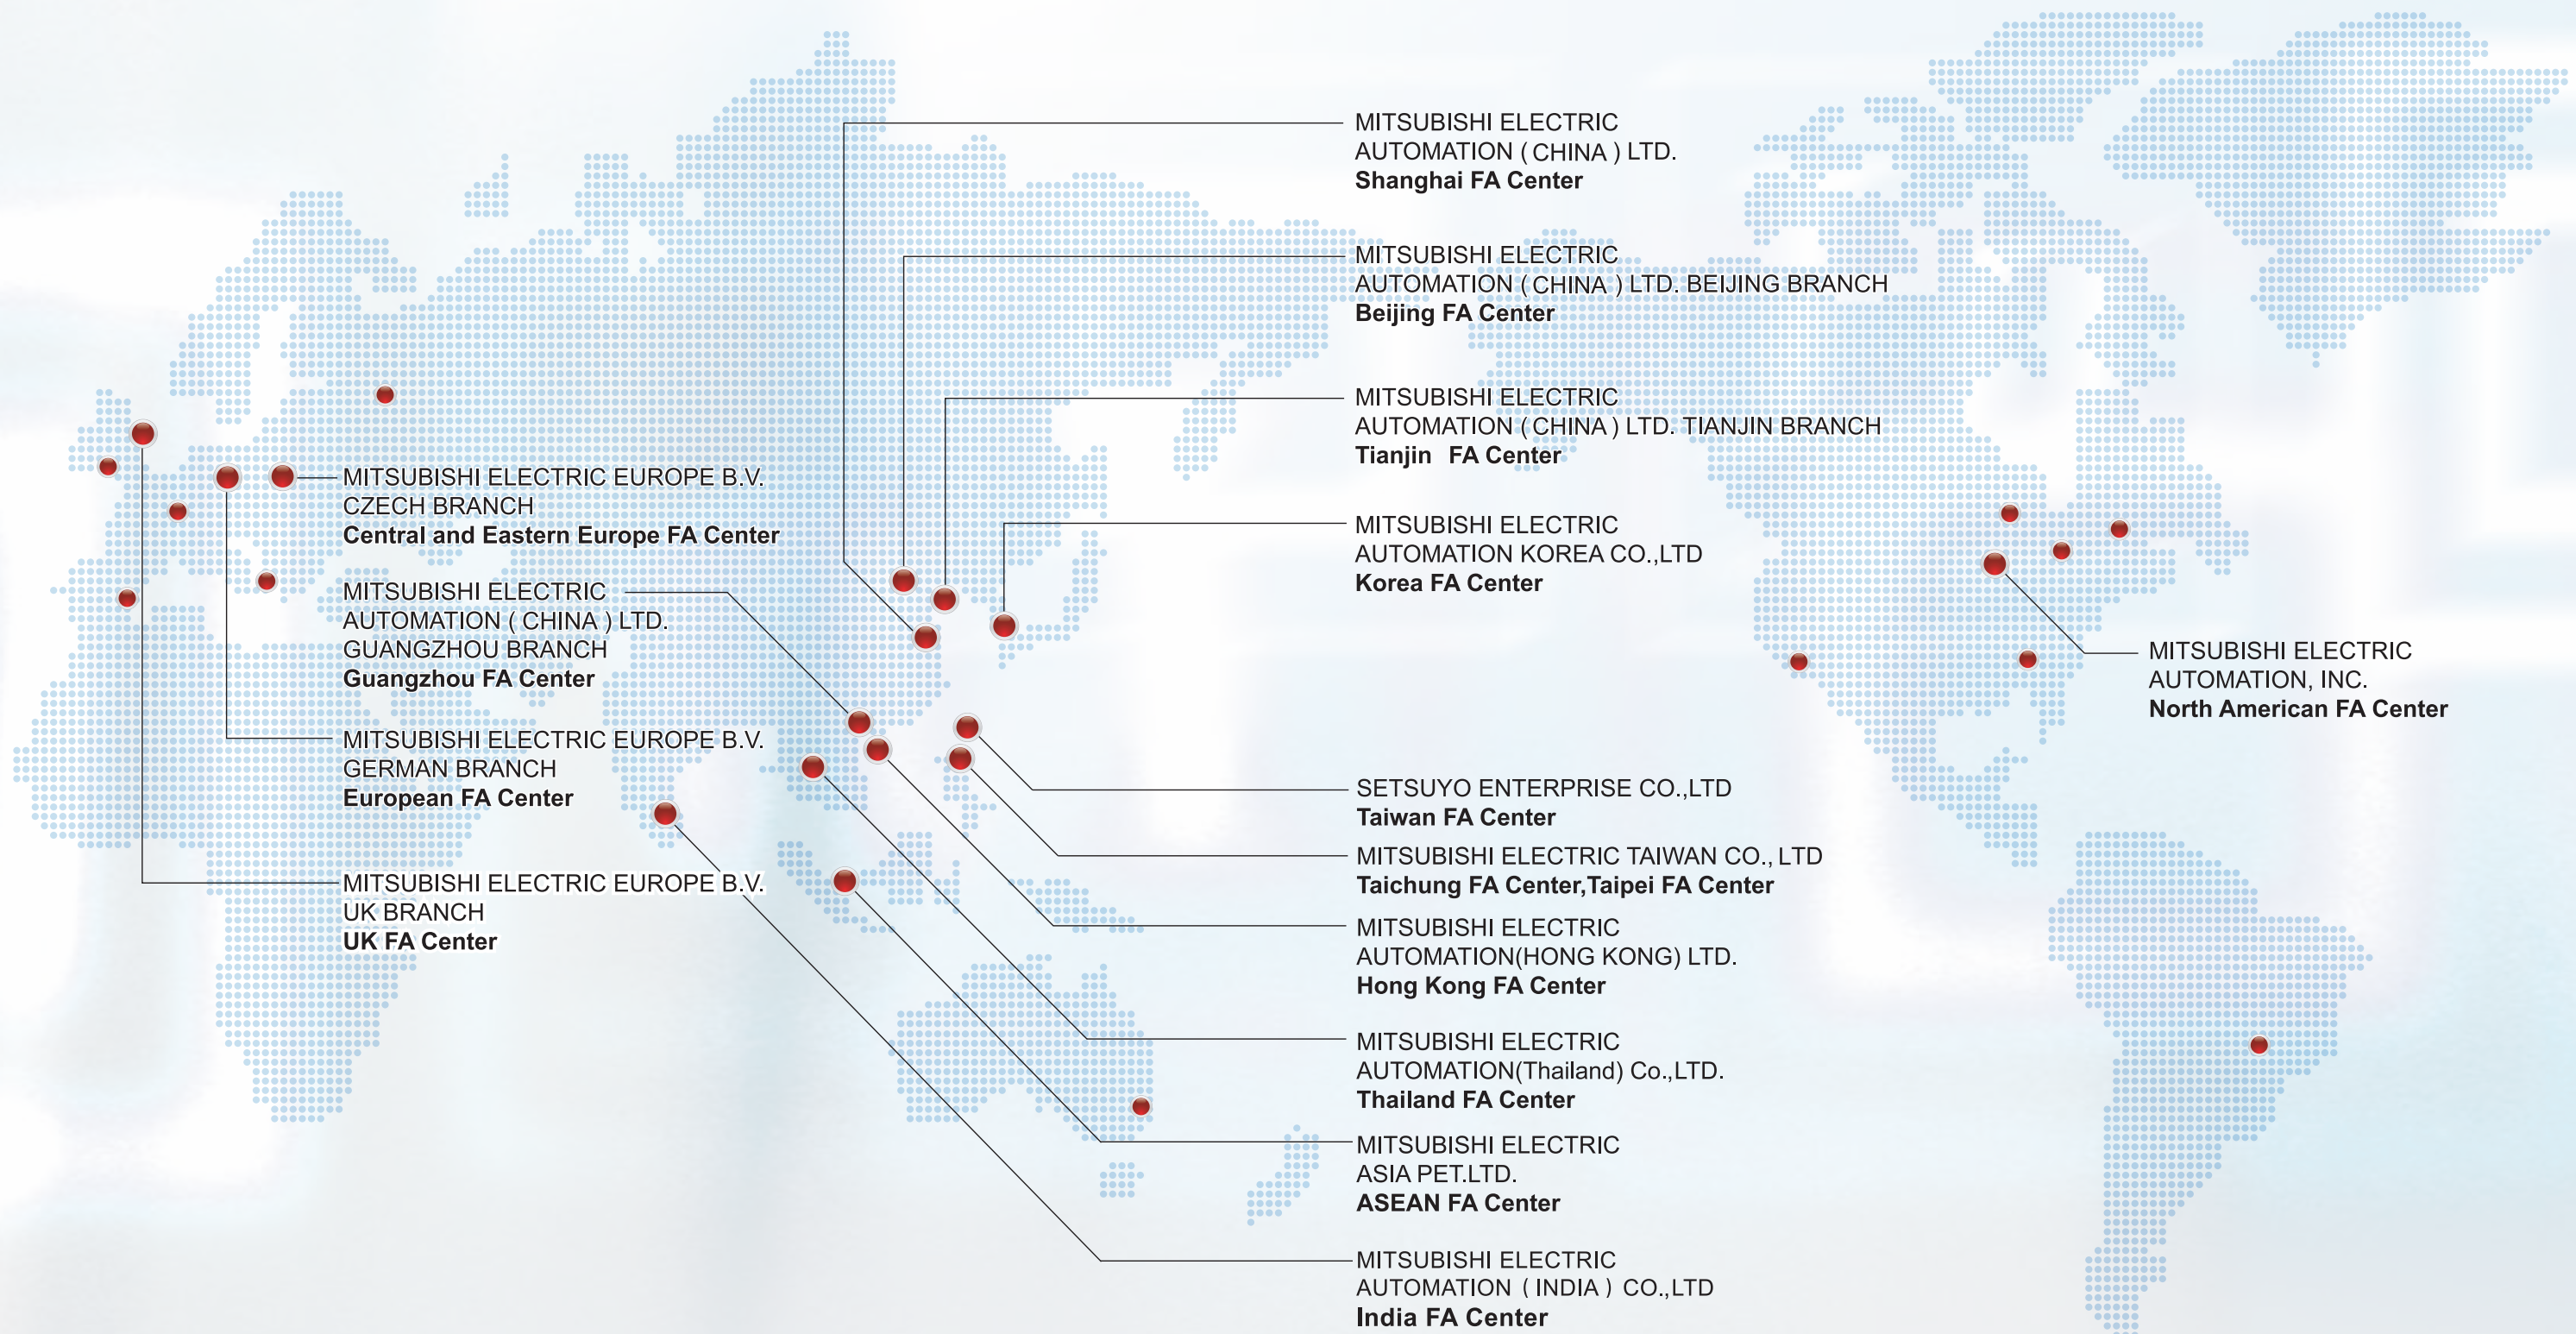 MITSUBISHI ELECTRIC
AUTOMATION ( CHINA ) LTD.
Shanghai FA Center
MITSUBISHI ELECTRIC
AUTOMATION ( CHINA ) LTD. BEIJING BRANCH
Beijing FA Center
MITSUBISHI ELECTRIC
AUTOMATION ( CHINA ) LTD. TIANJIN BRANCH
Tianjin FA Center
MITSUBISHI ELECTRIC
AUTOMATION KOREA CO.,LTD
Korea FA Center
MITSUBISHI ELECTRIC EUROPE B.V.
CZECH BRANCH
Central and Eastern Europe FA Center
MITSUBISHI ELECTRIC
AUTOMATION ( CHINA ) LTD.
GUANGZHOU BRANCH
Guangzhou FA Center
MITSUBISHI ELECTRIC EUROPE B.V.
GERMAN BRANCH
European FA Center
MITSUBISHI ELECTRIC EUROPE B.V.
UK BRANCH
UK FA Center
MITSUBISHI ELECTRIC
AUTOMATION, INC.
North American FA Center
SETSUYO ENTERPRISE CO.,LTD
Taiwan FA Center
MITSUBISHI ELECTRIC TAIWAN CO., LTD
Taichung FA Center,Taipei FA Center
MITSUBISHI ELECTRIC
AUTOMATION(HONG KONG) LTD.
Hong Kong FA Center
MITSUBISHI ELECTRIC
AUTOMATION(Thailand) Co.,LTD.
Thailand FA Center
MITSUBISHI ELECTRIC
ASIA PET.LTD.
ASEAN FA Center
MITSUBISHI ELECTRIC
AUTOMATION ( INDIA ) CO.,LTD
India FA Center